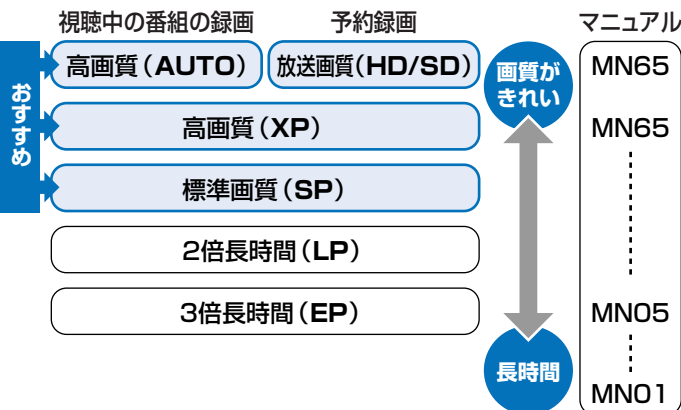 視聴中の番組の録画
予約録画
マニュアル
おすすめ
高画質（AUTO）
放送画質（HD/SD）
高画質（XP）
標準画質（SP）
2倍長時間（LP）
3倍長時間（EP）
画質が
きれい
長時間
MN65
MN65
MN05
MN01